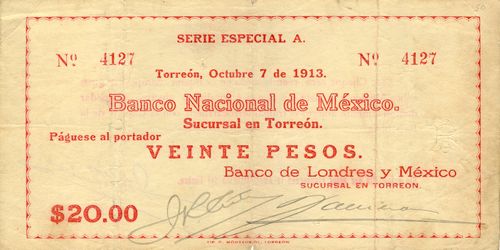 SERIE ESPECIAL A.
Nº 4127 Nº 4127
Torreón, Octubre 7 de 1913.
Banco Nacional de México.
Sucursal en Torreón.
Páguese al portador
VEINTE PESOS.
Banco de Londres y México
SUCURSAL EN TORREON.
$20.00